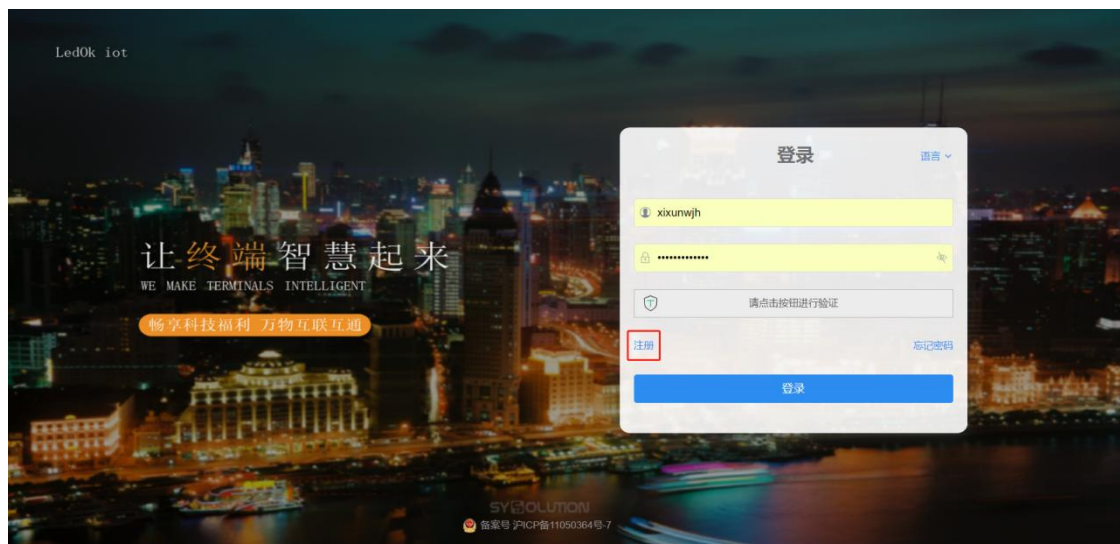 LedOk iot
登录
语言
xixunwjh
•••••••••••••
请点击按钮进行验证
注册
忘记密码
登录
让终端智慧起来
WE MAKE TERMINALS INTELLIGENT
畅享科技福利 万物互联互通
SYSOLUTION
备案号 沪ICP备11050364号-7